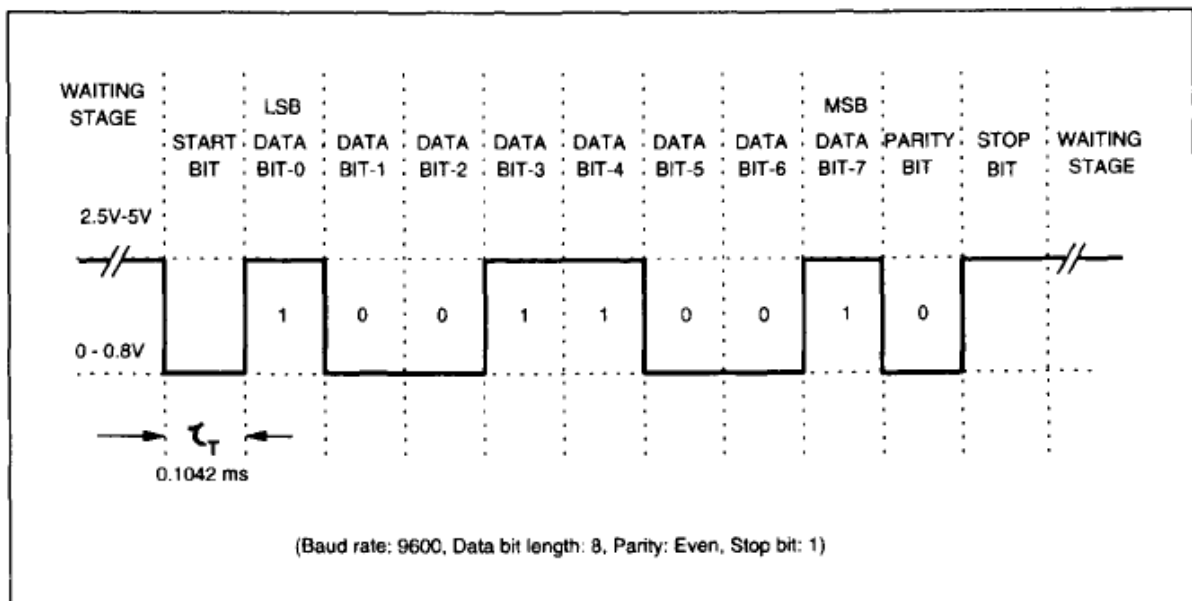 WAITING
STAGE
START
BIT
LSB
DATA
BIT-0
DATA
BIT-1
DATA
BIT-2
DATA
BIT-3
DATA
BIT-4
DATA
BIT-5
DATA
BIT-6
MSB
DATA
BIT-7
PARITY
BIT
STOP
BIT
WAITING
STAGE
2.5V-5V
1 0 0 1 1 0 0 1 0
0 - 0.8V
τT
0.1042 ms
(Baud rate: 9600, Data bit length: 8, Parity: Even, Stop bit: 1)